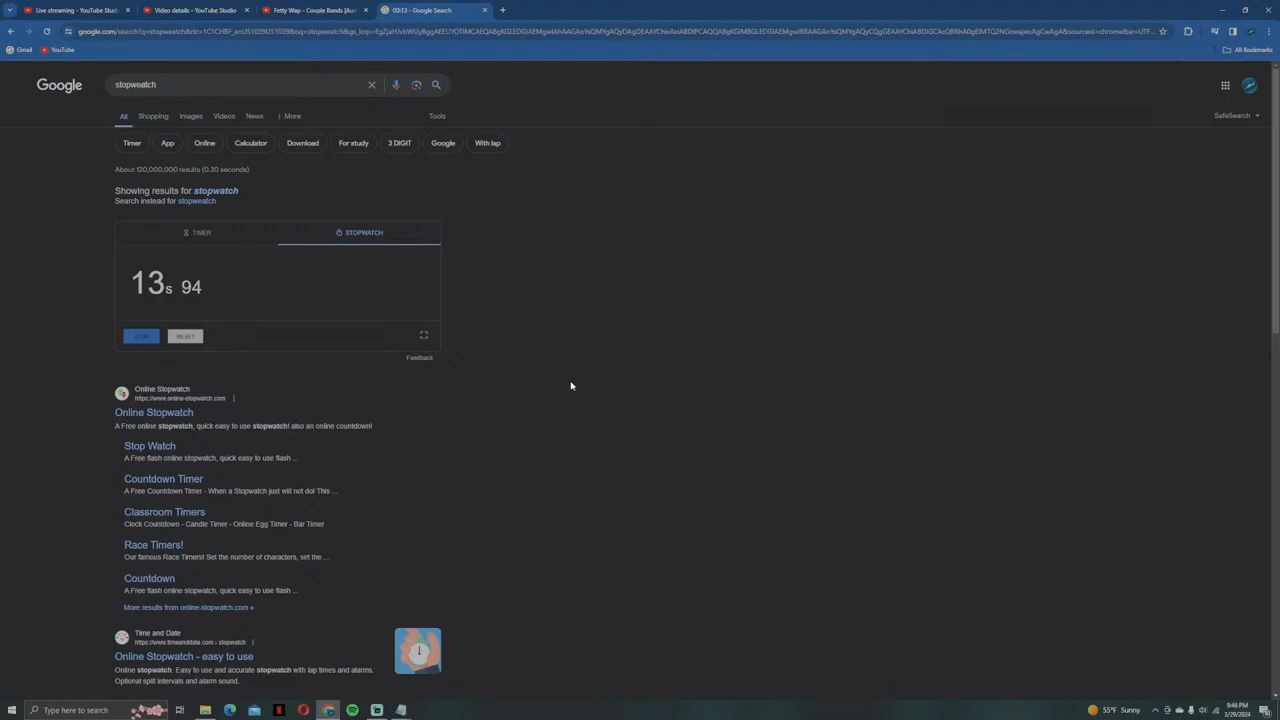 Live streaming - YouTube Studio
Video details - YouTube Studio
Fetty Wap - Couple Bands [Aud
00:13 - Google Search
Gmail
YouTube
All Bookmarks
Google
stopweatch
All
Shopping
Images
Videos
News
More
Tools
SafeSearch
Timer
App
Online
Calculator
Download
For study
3 DIGIT
Google
With lap
About 120,000,000 results (0.30 seconds)
Showing results for stopwatch
Search instead for stopweatch
TIMER
STOPWATCH
13s 94
STOP
RESET
Feedback
Online Stopwatch
https://www.online-stopwatch.com
Online Stopwatch
A Free online stopwatch, quick easy to use stopwatch! also an online countdown!
Stop Watch
A Free flash online stopwatch, quick easy to use flash ...
Countdown Timer
A Free Countdown Timer - When a Stopwatch just will not do! This ...
Classroom Timers
Clock Countdown - Candle Timer - Online Egg Timer - Bar Timer
Race Timers!
Our famous Race Timers! Set the number of characters, set the ...
Countdown
A Free flash online stopwatch, quick easy to use flash ...
More results from online-stopwatch.com »
Time and Date
https://www.timeanddate.com › stopwatch
Online Stopwatch - easy to use
Online stopwatch. Easy to use and accurate stopwatch with lap times and alarms.
Optional split intervals and alarm sound.
Type here to search
55°F Sunny
9:46 PM
3/29/2024